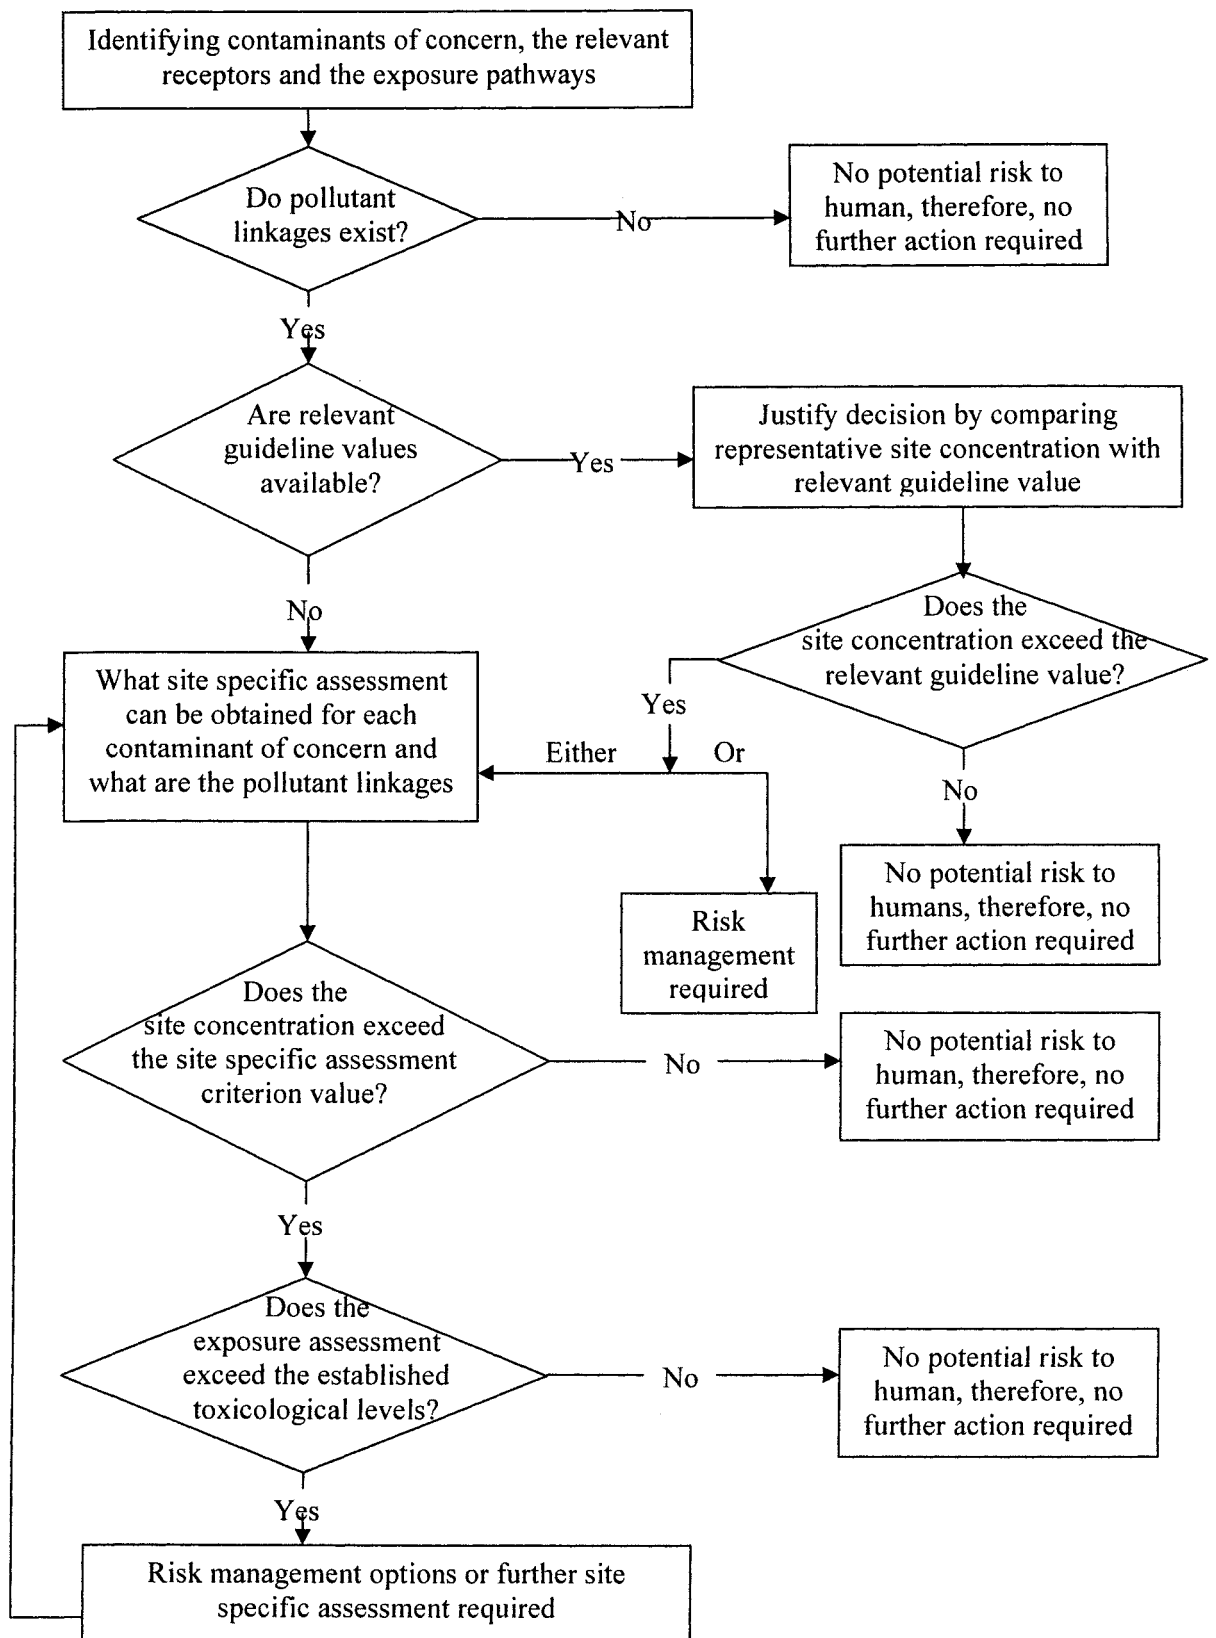 Identifying contaminants of concern, the relevant
receptors and the exposure pathways
Do pollutant
linkages exist?
No
No potential risk to
human, therefore, no
further action required
Yes
Are relevant
guideline values
available?
Yes
Justify decision by comparing
representative site concentration with
relevant guideline value
No
Does the
site concentration exceed the
relevant guideline value?
What site specific assessment
can be obtained for each
contaminant of concern and
what are the pollutant linkages
Yes
Either
Or
No
Risk
management
required
No potential risk to
humans, therefore, no
further action required
Does the
site concentration exceed
the site specific assessment
criterion value?
No
No potential risk to
human, therefore, no
further action required
Yes
Does the
exposure assessment
exceed the established
toxicological levels?
No
No potential risk to
human, therefore, no
further action required
Yes
Risk management options or further site
specific assessment required